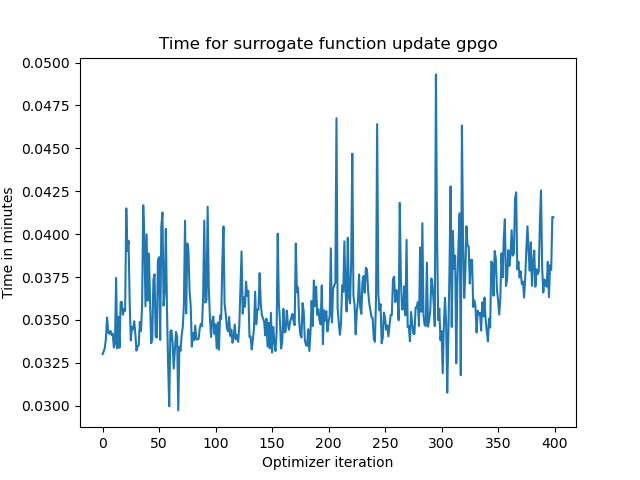 Time for surrogate function update gpgo
0.0500
0.0475
0.0450
0.0425
0.0400
0.0375
0.0350
0.0325
0.0300
Time in minutes
0 50 100 150 200 250 300 350 400
Optimizer iteration